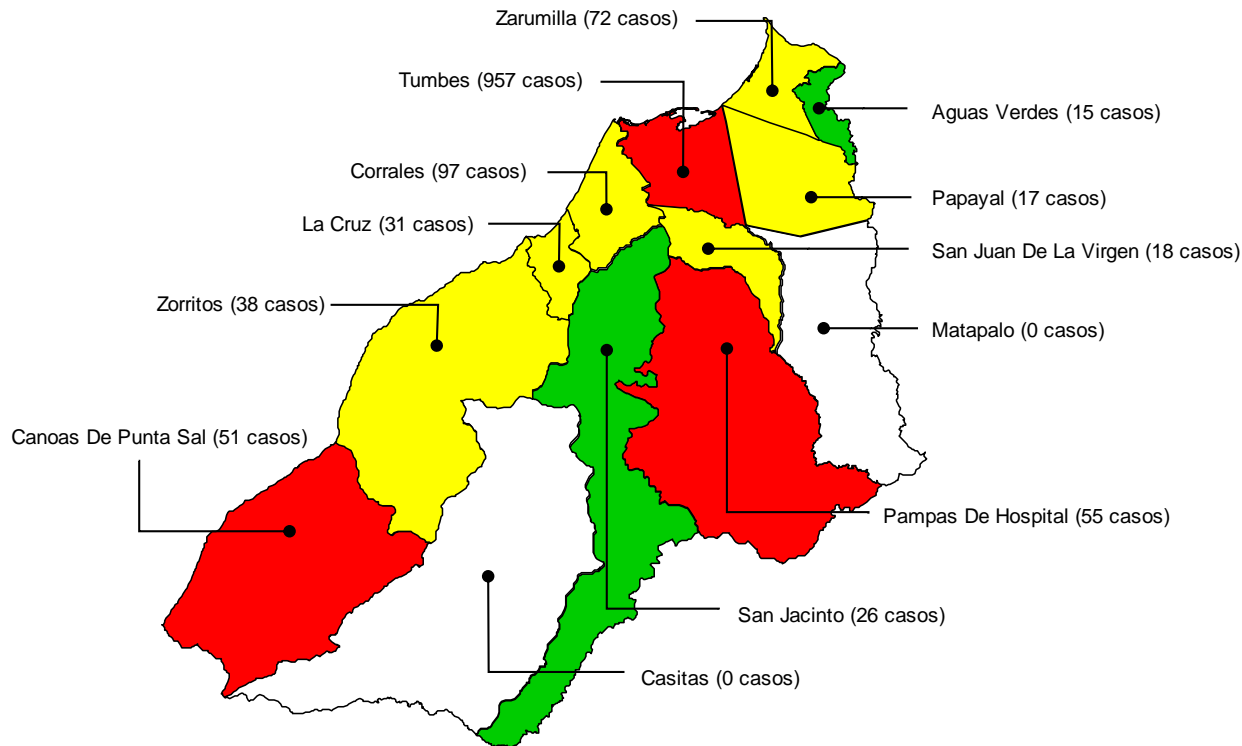 Zarumilla (72 casos)
Tumbes (957 casos)
Aguas Verdes (15 casos)
Corrales (97 casos)
Papayal (17 casos)
La Cruz (31 casos)
San Juan De La Virgen (18 casos)
Zorritos (38 casos)
Matapalo (0 casos)
Canoas De Punta Sal (51 casos)
Pampas De Hospital (55 casos)
San Jacinto (26 casos)
Casitas (0 casos)